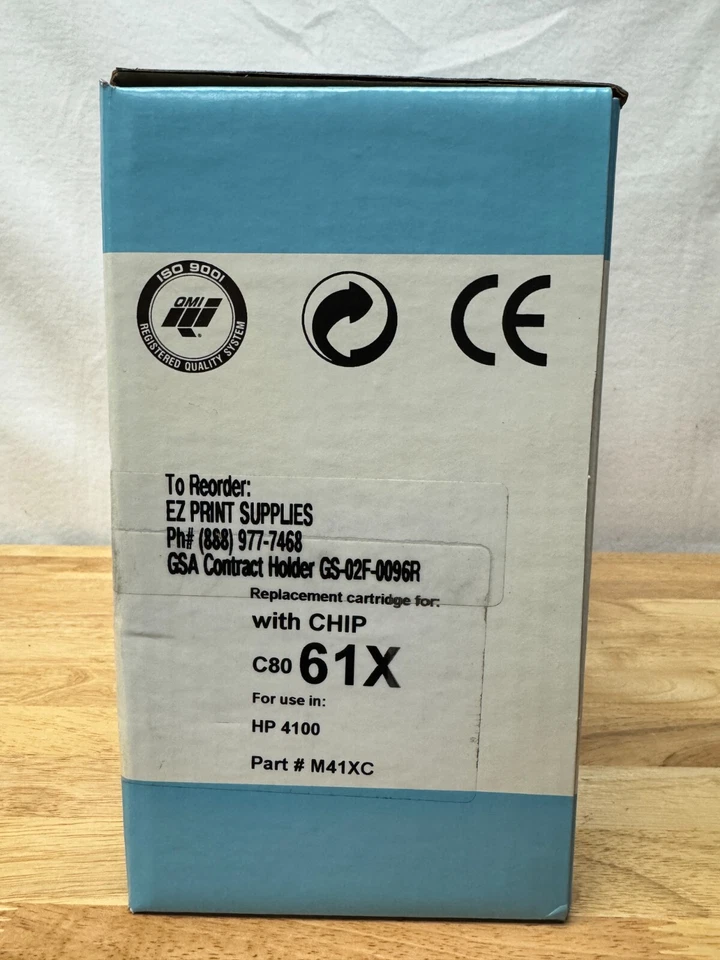 ISO 9001
QMI
REGISTERED QUALITY SYSTEM
CE
To Reorder:
EZ PRINT SUPPLIES
Ph# (888) 977-7468
GSA Contract Holder GS-02F-0096R
Replacement cartridge for:
with CHIP
C80 61X
For use in:
HP 4100
Part # M41XC